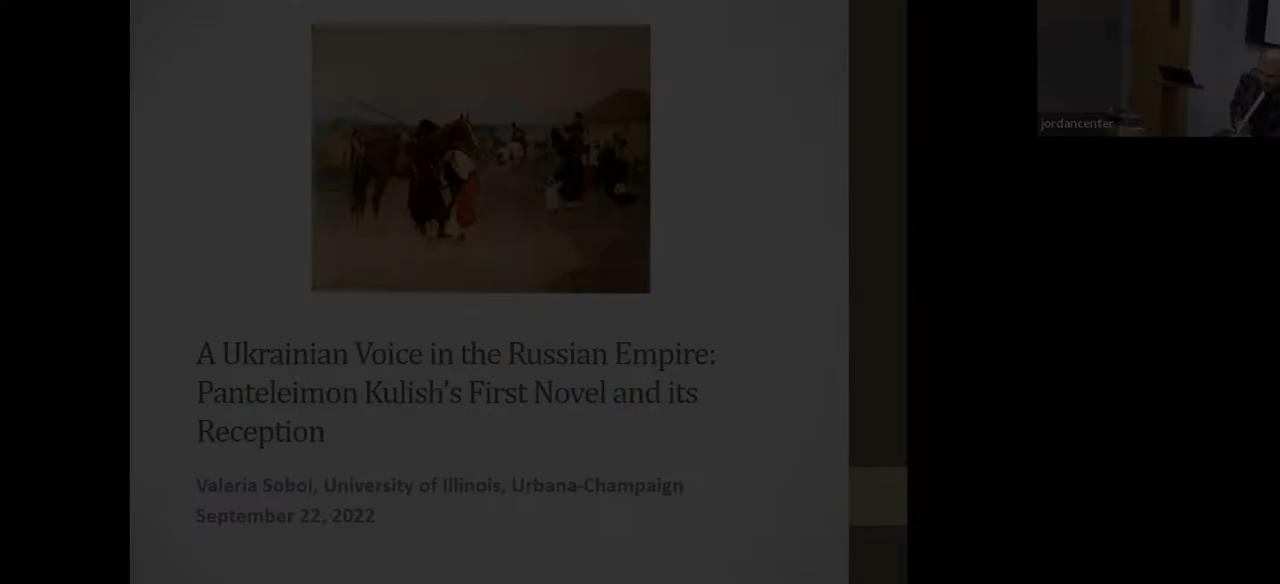 jordancenter
A Ukrainian Voice in the Russian Empire:
Panteleimon Kulish's First Novel and its
Reception
Valeria Sobol, University of Illinois, Urbana-Champaign
September 22, 2022